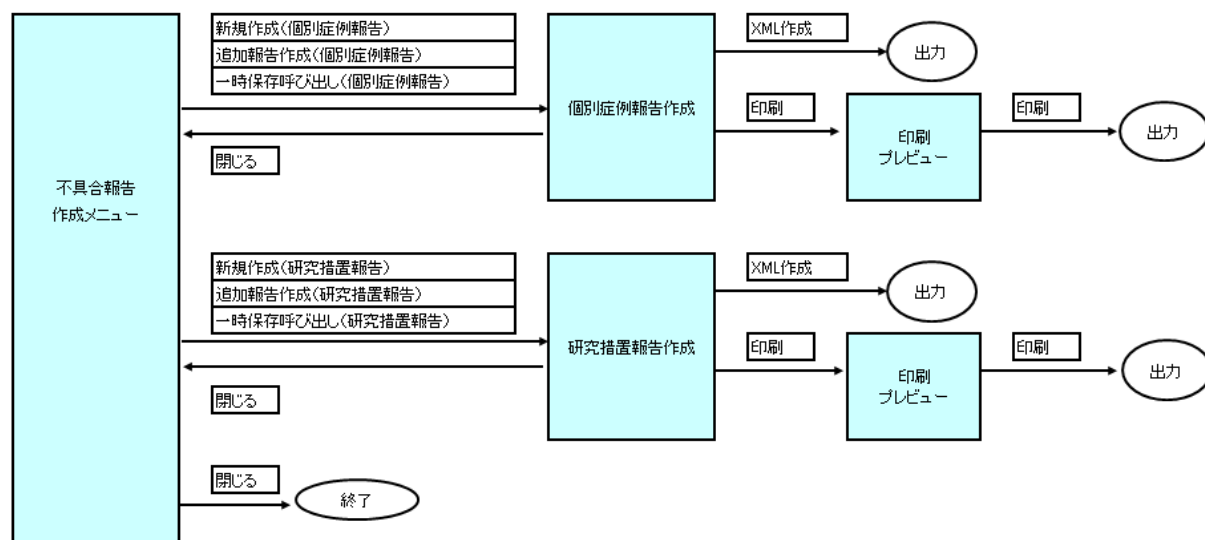 新規作成(個別症例報告)
追加報告作成(個別症例報告)
一時保存呼び出し(個別症例報告)
XML作成
出力
個別症例報告作成
印刷
印刷
プレビュー
印刷
出力
閉じる
不具合報告
作成メニュー
新規作成(研究措置報告)
追加報告作成(研究措置報告)
一時保存呼び出し(研究措置報告)
XML作成
出力
研究措置報告作成
印刷
印刷
プレビュー
印刷
出力
閉じる
閉じる
終了